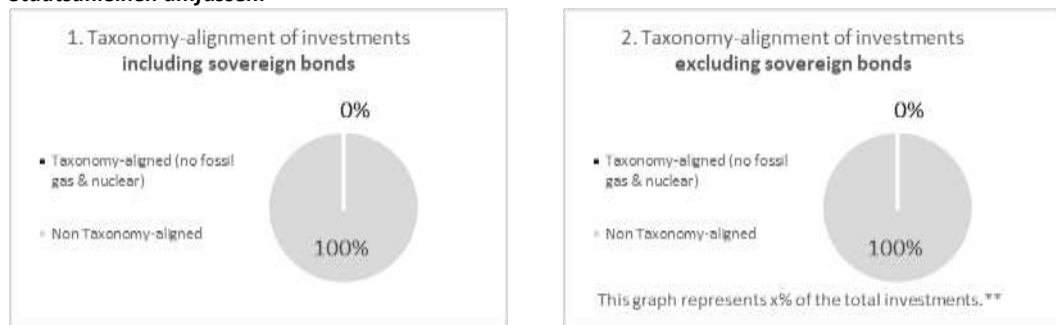 Staatsanleihen umfassen.
1. Taxonomy-alignment of investments
including sovereign bonds
0%
Taxonomy-aligned (no fossil
gas & nuclear)
Non Taxonomy-aligned
100%
2. Taxonomy-alignment of investments
excluding sovereign bonds
0%
Taxonomy-aligned (no fossil
gas & nuclear)
Non Taxonomy-aligned
100%
This graph represents x% of the total investments.**